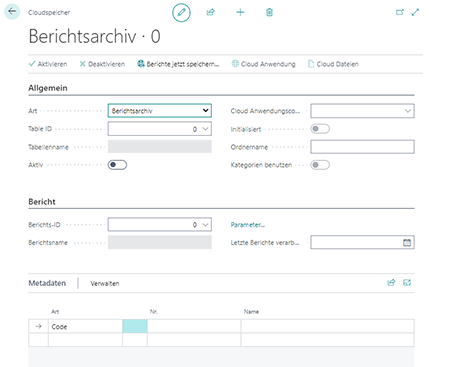 Cloudspeicher
Berichtsarchiv · 0
Aktivieren Deaktivieren Berichte jetzt speichern... Cloud Anwendung Cloud Dateien
Allgemein
Art Berichtsarchiv Cloud Anwendungsco...
Table ID 0 Initialisiert
Tabellenname Ordnername
Aktiv Kategorien benutzen
Bericht
Berichts-ID 0 Parameter...
Berichtsname Letzte Berichte verarb...
Metadaten Verwalten
Art Nr. Name
Code